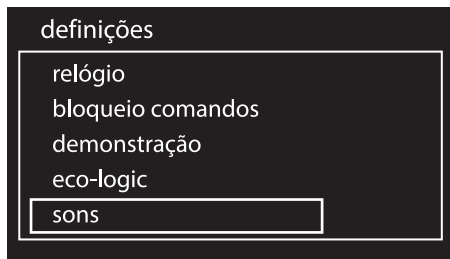 definições
relógio
bloqueio comandos
demonstração
eco-logic
sons